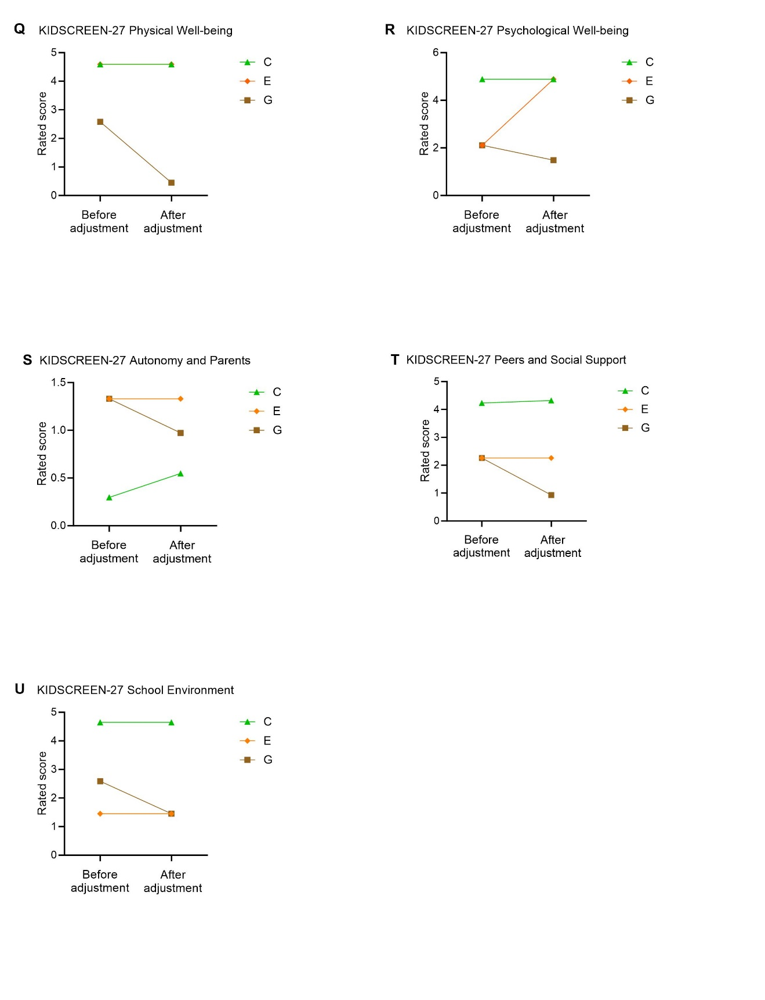 Q KIDSCREEN-27 Physical Well-being
5
4
3
2
1
0
Rated score
Before adjustment
After adjustment
C
E
G
R KIDSCREEN-27 Psychological Well-being
6
4
2
0
Rated score
Before adjustment
After adjustment
C
E
G
S KIDSCREEN-27 Autonomy and Parents
1.5
1.0
0.5
0.0
Rated score
Before adjustment
After adjustment
C
E
G
T KIDSCREEN-27 Peers and Social Support
5
4
3
2
1
0
Rated score
Before adjustment
After adjustment
C
E
G
U KIDSCREEN-27 School Environment
5
4
3
2
1
0
Rated score
Before adjustment
After adjustment
C
E
G